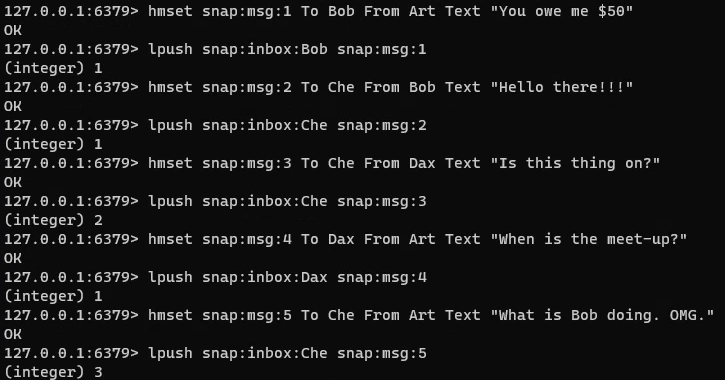 127.0.0.1:6379> hmset snap:msg:1 To Bob From Art Text "You owe me $50"
OK
127.0.0.1:6379> lpush snap:inbox:Bob snap:msg:1
(integer) 1
127.0.0.1:6379> hmset snap:msg:2 To Che From Bob Text "Hello there!!!"
OK
127.0.0.1:6379> lpush snap:inbox:Che snap:msg:2
(integer) 1
127.0.0.1:6379> hmset snap:msg:3 To Che From Dax Text "Is this thing on?"
OK
127.0.0.1:6379> lpush snap:inbox:Che snap:msg:3
(integer) 2
127.0.0.1:6379> hmset snap:msg:4 To Dax From Art Text "When is the meet-up?"
OK
127.0.0.1:6379> lpush snap:inbox:Dax snap:msg:4
(integer) 1
127.0.0.1:6379> hmset snap:msg:5 To Che From Art Text "What is Bob doing. OMG."
OK
127.0.0.1:6379> lpush snap:inbox:Che snap:msg:5
(integer) 3